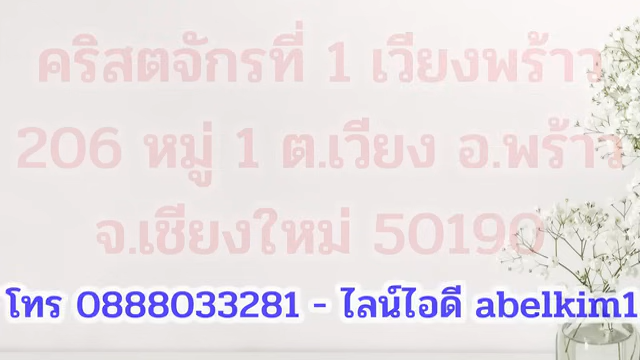 คริสตจักรที่ 1 เวียงพร้าว
206 หมู่ 1 ต.เวียง อ.พร้าว
จ.เชียงใหม่ 50190
โทร 0888033281 - ไลน์ไอดี abelkim1